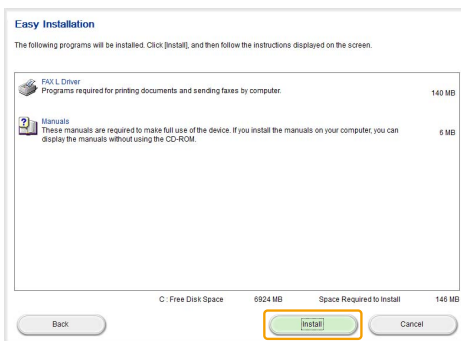 Easy Installation
The following programs will be installed. Click [Install], and then follow the instructions displayed on the screen.
FAX L Driver
Programs required for printing documents and sending faxes by computer.
140 MB
Manuals
These manuals are required to make full use of the device. If you install the manuals on your computer, you can
display the manuals without using the CD-ROM.
6 MB
C : Free Disk Space 6924 MB Space Required to Install 146 MB
Back Install Cancel